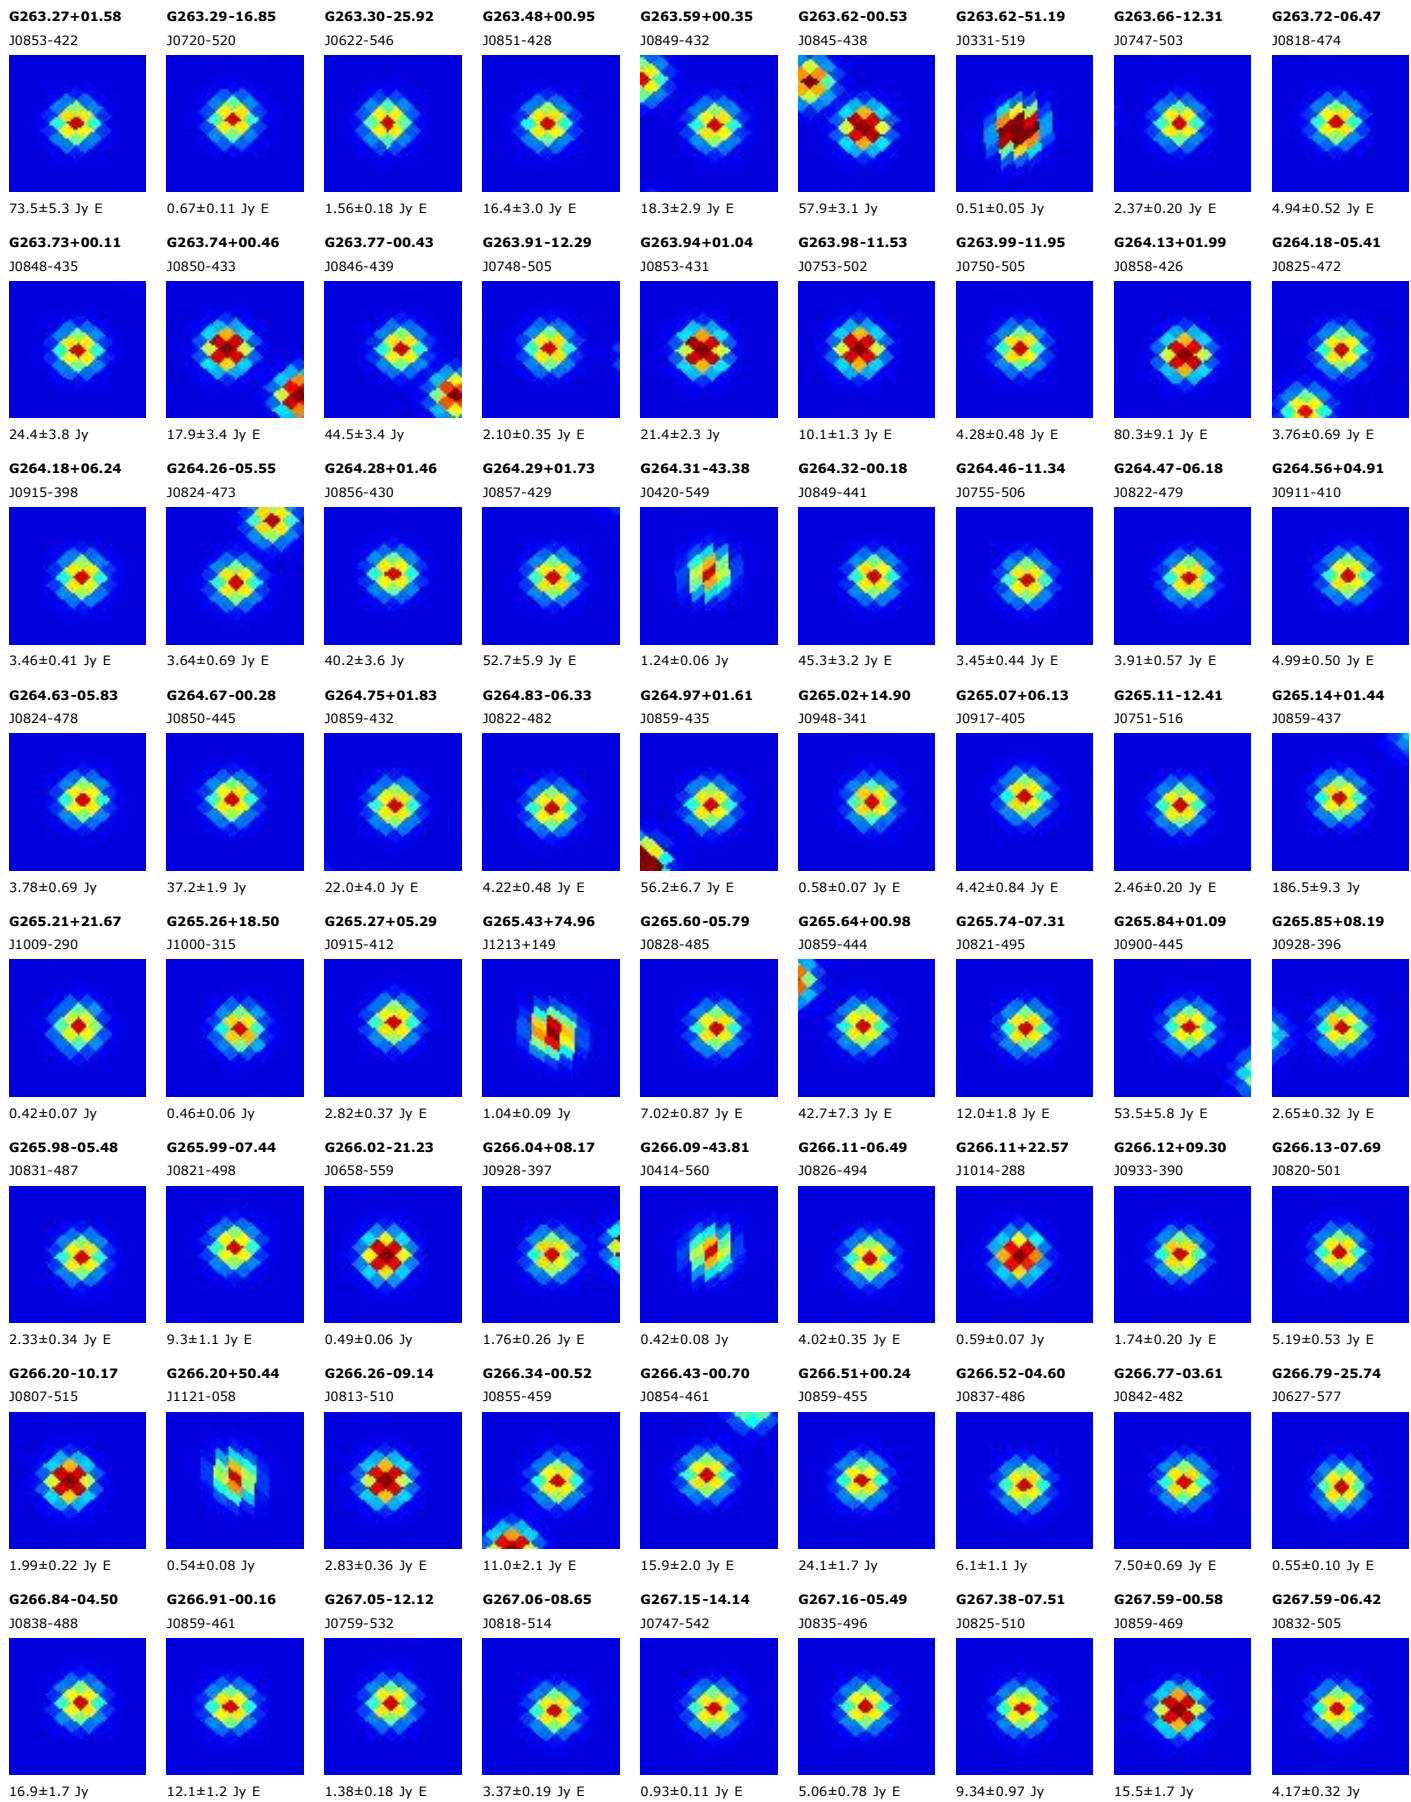 G263.27+01.58 G263.29-16.85 G263.30-25.92 G263.48+00.95 G263.59+00.35 G263.62-00.53 G263.62-51.19 G263.66-12.31 G263.72-06.47
J0853-422 J0720-520 J0622-546 J0851-428 J0849-432 J0845-438 J0331-519 J0747-503 J0818-474
73.5±5.3 Jy E 0.67±0.11 Jy E 1.56±0.18 Jy E 16.4±3.0 Jy E 18.3±2.9 Jy E 57.9±3.1 Jy 0.51±0.05 Jy 2.37±0.20 Jy E 4.94±0.52 Jy E
G263.73+00.11 G263.74+00.46 G263.77-00.43 G263.91-12.29 G263.94+01.04 G263.98-11.53 G263.99-11.95 G264.13+01.99 G264.18-05.41
J0848-435 J0850-433 J0846-439 J0748-505 J0853-431 J0753-502 J0750-505 J0858-426 J0825-472
24.4±3.8 Jy 17.9±3.4 Jy E 44.5±3.4 Jy 2.10±0.35 Jy E 21.4±2.3 Jy 10.1±1.3 Jy E 4.28±0.48 Jy E 80.3±9.1 Jy E 3.76±0.69 Jy E
G264.18+06.24 G264.26-05.55 G264.28+01.46 G264.29+01.73 G264.31-43.38 G264.32-00.18 G264.46-11.34 G264.47-06.18 G264.56+04.91
J0915-398 J0824-473 J0856-430 J0857-429 J0420-549 J0849-441 J0755-506 J0822-479 J0911-410
3.46±0.41 Jy E 3.64±0.69 Jy E 40.2±3.6 Jy 52.7±5.9 Jy E 1.24±0.06 Jy 45.3±3.2 Jy E 3.45±0.44 Jy E 3.91±0.57 Jy E 4.99±0.50 Jy E
G264.63-05.83 G264.67-00.28 G264.75+01.83 G264.83-06.33 G264.97+01.61 G265.02+14.90 G265.07+06.13 G265.11-12.41 G265.14+01.44
J0824-478 J0850-445 J0859-432 J0822-482 J0859-435 J0948-341 J0917-405 J0751-516 J0859-437
3.78±0.69 Jy 37.2±1.9 Jy 22.0±4.0 Jy E 4.22±0.48 Jy E 56.2±6.7 Jy E 0.58±0.07 Jy E 4.42±0.84 Jy E 2.46±0.20 Jy E 186.5±9.3 Jy
G265.21+21.67 G265.26+18.50 G265.27+05.29 G265.43+74.96 G265.60-05.79 G265.64+00.98 G265.74-07.31 G265.84+01.09 G265.85+08.19
J1009-290 J1000-315 J0915-412 J1213+149 J0828-485 J0859-444 J0821-495 J0900-445 J0928-396
0.42±0.07 Jy 0.46±0.06 Jy 2.82±0.37 Jy E 1.04±0.09 Jy 7.02±0.87 Jy E 42.7±7.3 Jy E 12.0±1.8 Jy E 53.5±5.8 Jy E 2.65±0.32 Jy E
G265.98-05.48 G265.99-07.44 G266.02-21.23 G266.04+08.17 G266.09-43.81 G266.11-06.49 G266.11+22.57 G266.12+09.30 G266.13-07.69
J0831-487 J0821-498 J0658-559 J0928-397 J0414-560 J0826-494 J1014-288 J0933-390 J0820-501
2.33±0.34 Jy E 9.3±1.1 Jy E 0.49±0.06 Jy 1.76±0.26 Jy E 0.42±0.08 Jy 4.02±0.35 Jy E 0.59±0.07 Jy 1.74±0.20 Jy E 5.19±0.53 Jy E
G266.20-10.17 G266.20+50.44 G266.26-09.14 G266.34-00.52 G266.43-00.70 G266.51+00.24 G266.52-04.60 G266.77-03.61 G266.79-25.74
J0807-515 J1121-058 J0813-510 J0855-459 J0854-461 J0859-455 J0837-486 J0842-482 J0627-577
1.99±0.22 Jy E 0.54±0.08 Jy 2.83±0.36 Jy E 11.0±2.1 Jy E 15.9±2.0 Jy E 24.1±1.7 Jy 6.1±1.1 Jy 7.50±0.69 Jy E 0.55±0.10 Jy E
G266.84-04.50 G266.91-00.16 G267.05-12.12 G267.06-08.65 G267.15-14.14 G267.16-05.49 G267.38-07.51 G267.59-00.58 G267.59-06.42
J0838-488 J0859-461 J0759-532 J0818-514 J0747-542 J0835-496 J0825-510 J0859-469 J0832-505
16.9±1.7 Jy 12.1±1.2 Jy E 1.38±0.18 Jy E 3.37±0.19 Jy E 0.93±0.11 Jy E 5.06±0.78 Jy E 9.34±0.97 Jy 15.5±1.7 Jy 4.17±0.32 Jy